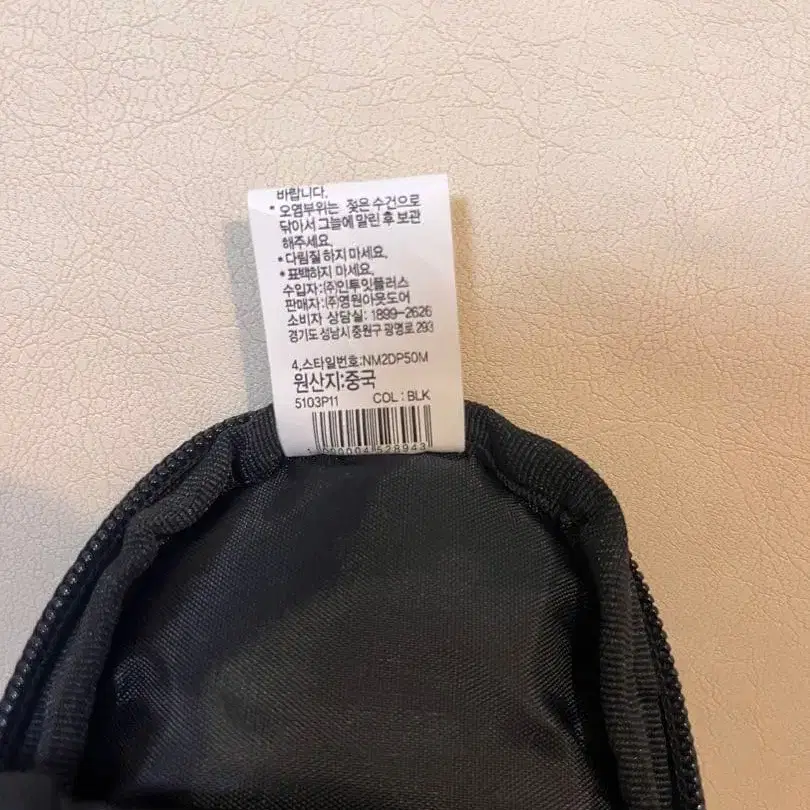 바랍니다.
* 오염부위는 젖은 수건으로
닦아서 그늘에 말린 후 보관
해주세요.
* 다림질 하지 마세요.
* 표백하지 마세요.
수입자:(주)인투잇플러스
판매자:(주)영원아웃도어
소비자 상담실: 1899-2626
경기도 성남시 중원구 광명로 293
4.스타일번호:NM2DP50M
원산지:중국
5103P11 COL : BLK